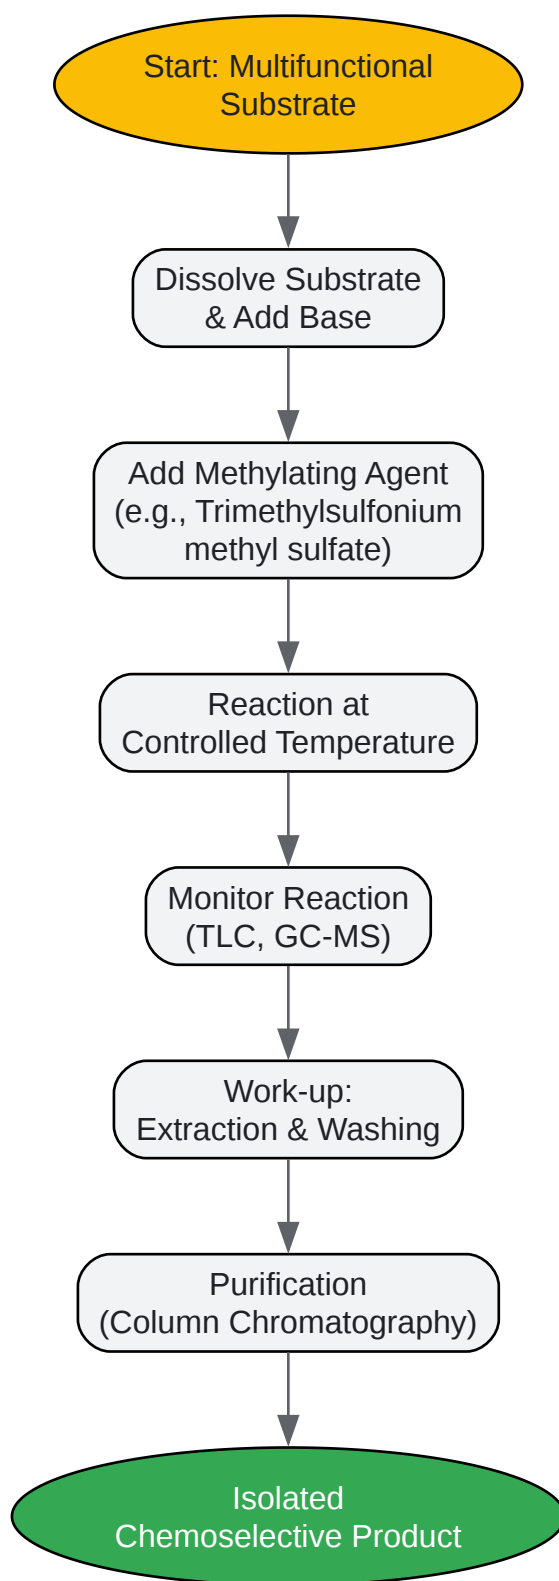 Start: Multifunctional
Substrate
Dissolve Substrate
& Add Base
Add Methylating Agent
(e.g., Trimethylsulfonium
methyl sulfate)
Reaction at
Controlled Temperature
Monitor Reaction
(TLC, GC-MS)
Work-up:
Extraction & Washing
Purification
(Column Chromatography)
Isolated
Chemoselective Product